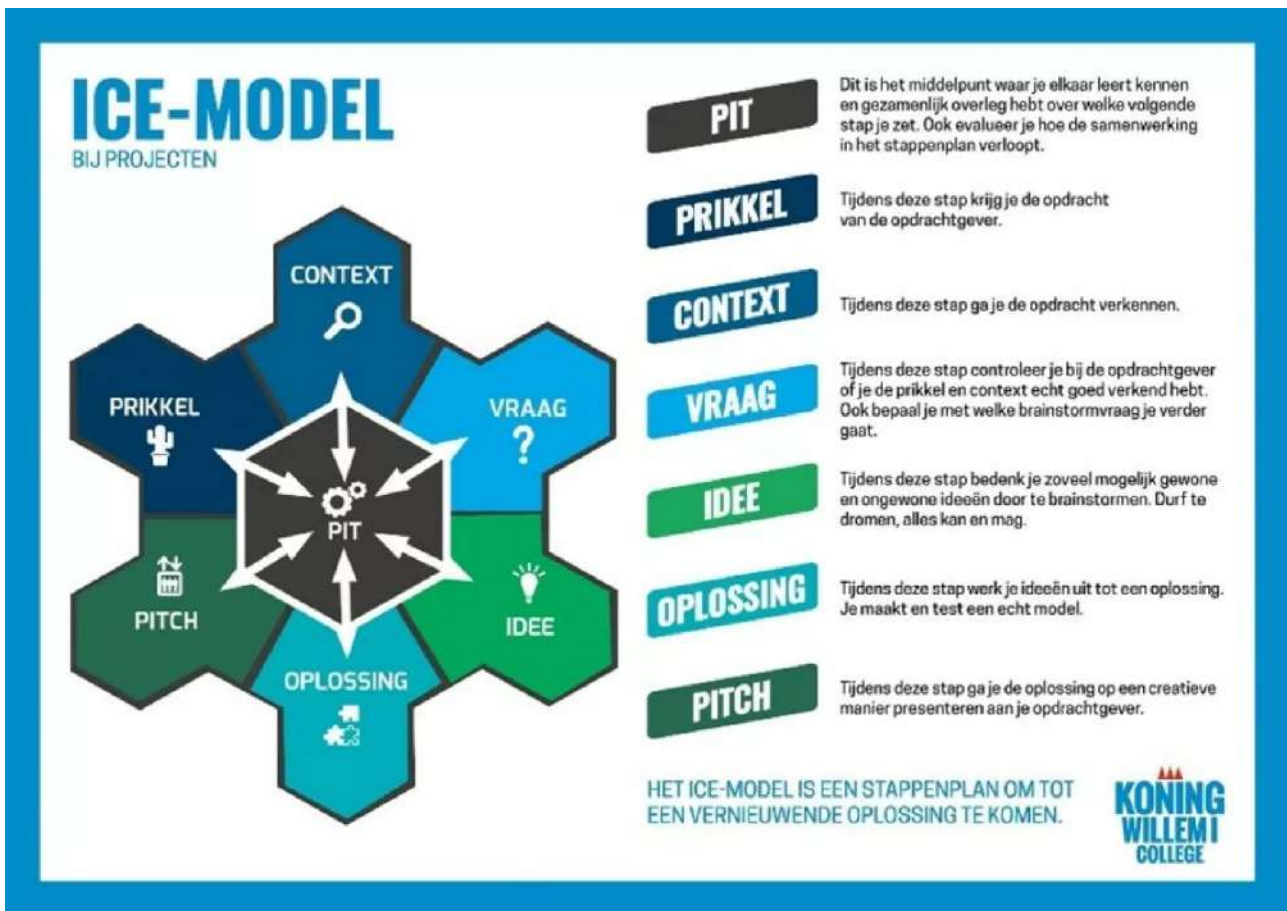 ICE-MODEL
BIJ PROJECTEN
CONTEXT
PRIKKEL
VRAAG
?
PIT
PITCH
IDEE
OPLOSSING
PIT
Dit is het middelpunt waar je elkaar leert kennen
en gezamenlijk overleg hebt over welke volgende
stap je zet. Ook evalueer je hoe de samenwerking
in het stappenplan verloopt.
PRIKKEL
Tijdens deze stap krijg je de opdracht
van de opdrachtgever.
CONTEXT
Tijdens deze stap ga je de opdracht verkennen.
VRAAG
Tijdens deze stap controleer je bij de opdrachtgever
of je de prikkel en context echt goed verkend hebt.
Ook bepaal je met welke brainstormvraag je verder
gaat.
IDEE
Tijdens deze stap bedenk je zoveel mogelijk gewone
en ongewone ideeën door te brainstormen. Durf te
dromen, alles kan en mag.
OPLOSSING
Tijdens deze stap werk je ideeën uit tot een oplossing.
Je maakt en test een echt model.
PITCH
Tijdens deze stap ga je de oplossing op een creatieve
manier presenteren aan je opdrachtgever.
HET ICE-MODEL IS EEN STAPPENPLAN OM TOT
EEN VERNIEUWENDE OPLOSSING TE KOMEN.
KONING
WILLEM I
COLLEGE